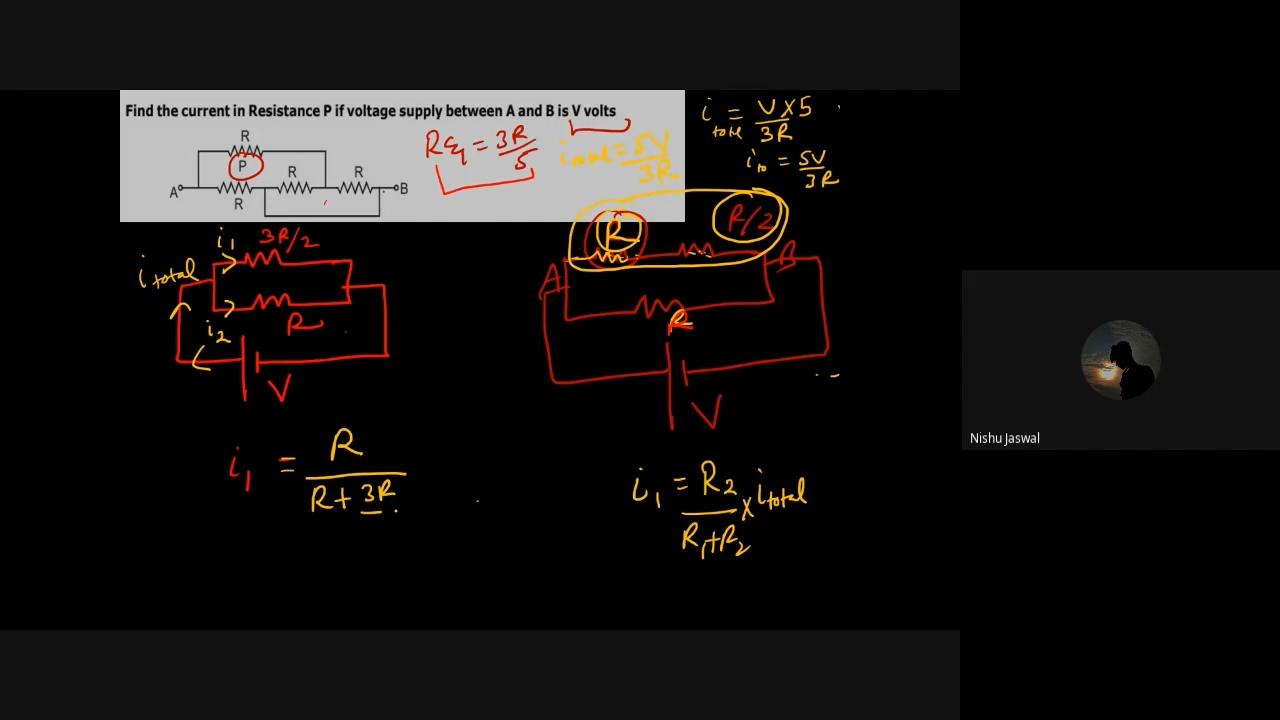 Find the current in Resistance P if voltage supply between A and B is V volts
R
P
R
R
A
B
R
REq = 3R/5
i total = 5V/3R
i total = V×5/3R
i to = 5V/3R
i1
3R/2
i total
i2
R
V
R
R/2
A
B
R
V
i1 = R/R+3R
i1 = R2/R1+R2 × i total
Nishu Jaswal